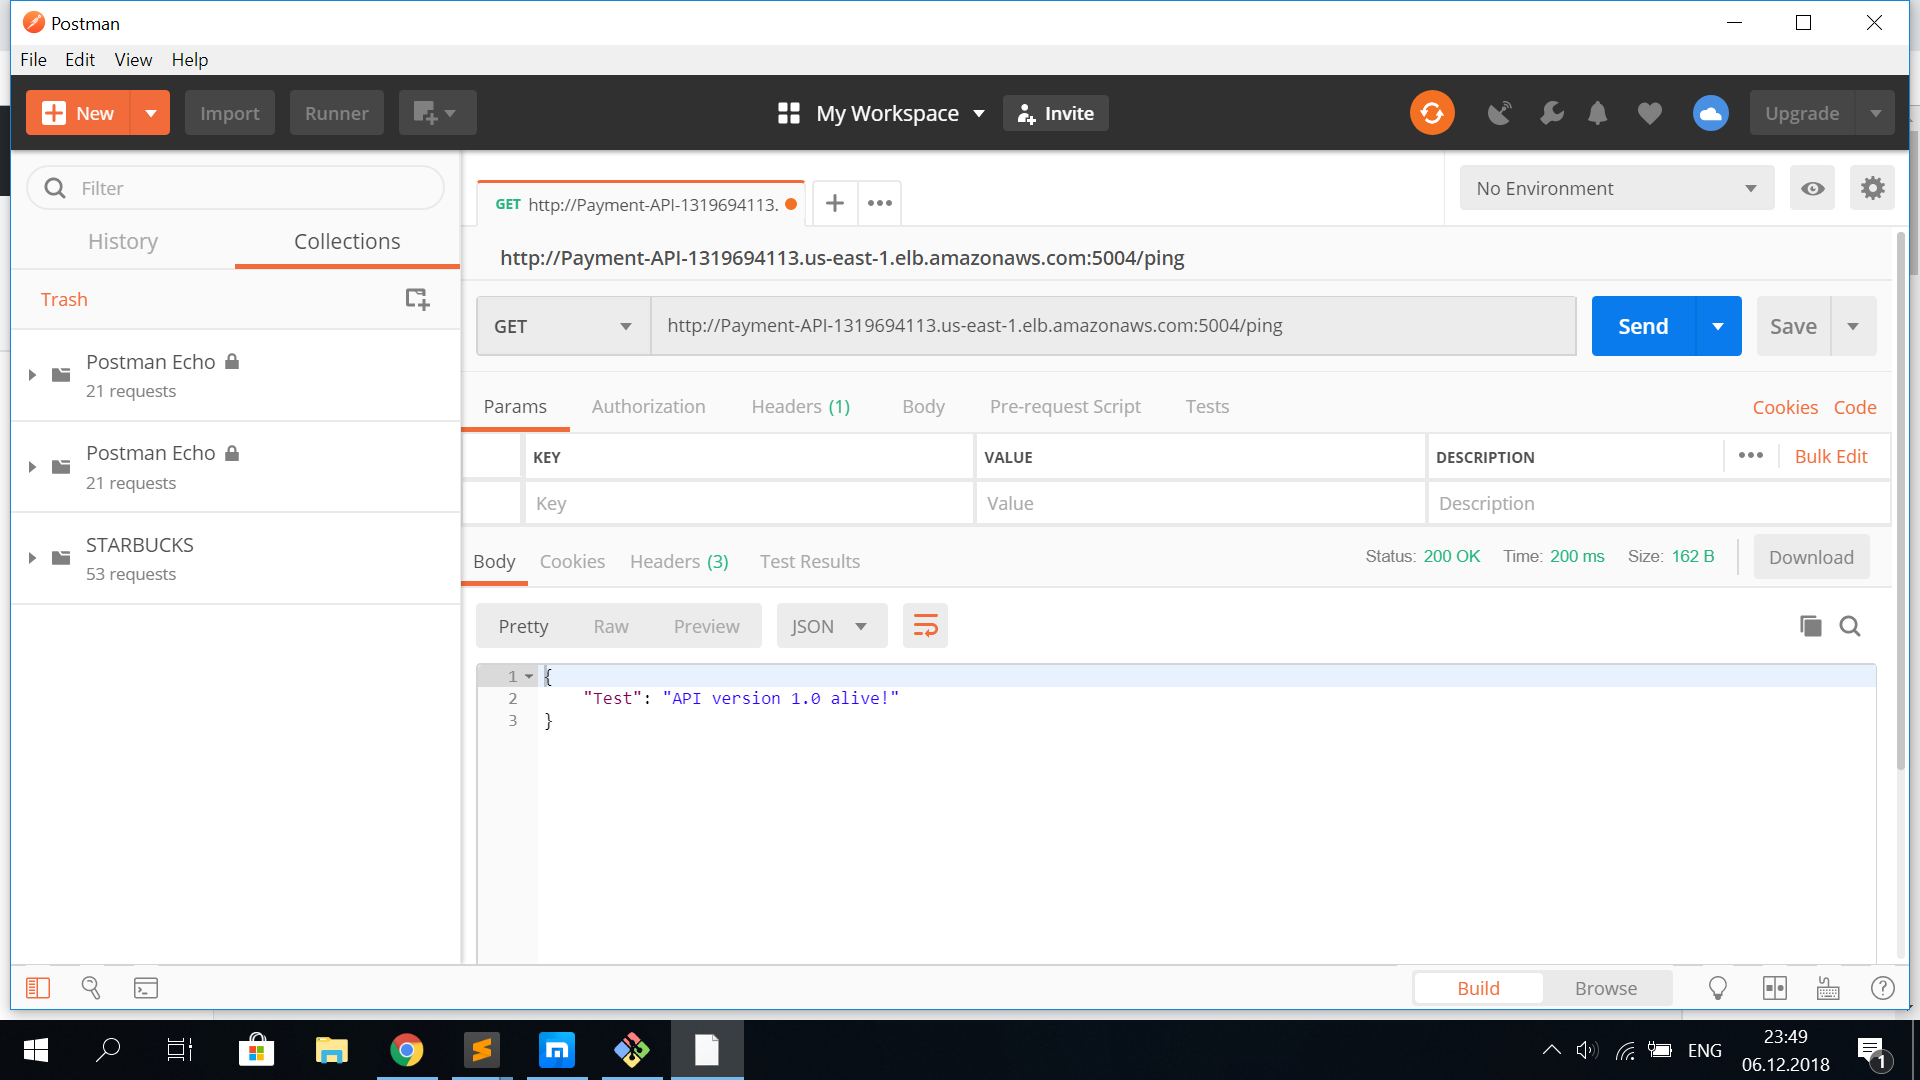 Postman
File Edit View Help
New Import Runner My Workspace Invite Upgrade
Filter
History Collections
Trash
Postman Echo
21 requests
Postman Echo
21 requests
STARBUCKS
53 requests
GET http://Payment-API-1319694113. No Environment
http://Payment-API-1319694113.us-east-1.elb.amazonaws.com:5004/ping
GET http://Payment-API-1319694113.us-east-1.elb.amazonaws.com:5004/ping Send Save
Params Authorization Headers (1) Body Pre-request Script Tests Cookies Code
KEY VALUE DESCRIPTION Bulk Edit
Key Value Description
Body Cookies Headers (3) Test Results Status: 200 OK Time: 200 ms Size: 162 B Download
Pretty Raw Preview JSON
1 {
2 "Test": "API version 1.0 alive!"
3 }
Build Browse
ENG 23:49
06.12.2018 1